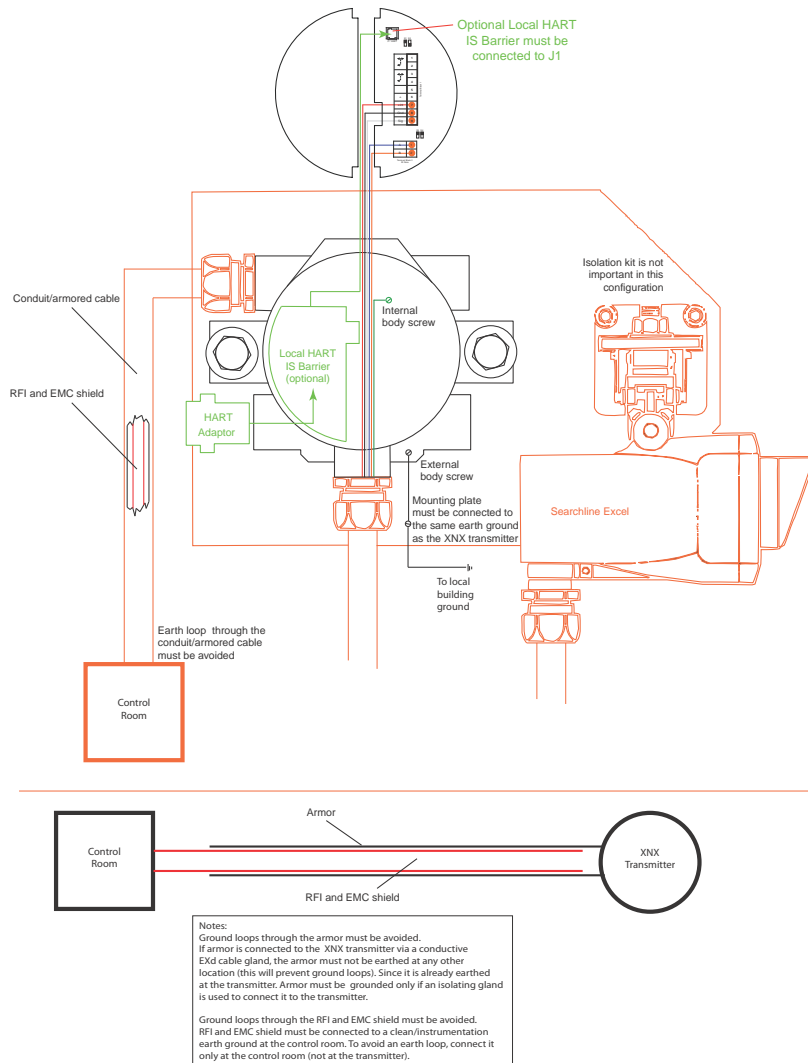 Optional Local HART
IS Barrier must be
connected to J1
Isolation kit is not
important in this
configuration
Conduit/armored cable
Internal
body screw
Local HART
IS Barrier
(optional)
RFI and EMC shield
HART
Adaptor
External
body screw
Mounting plate
must be connected to
the same earth ground
as the XNX transmitter
Searchline Excel
To local
building
ground
Earth loop through the
conduit/armored cable
must be avoided
Control
Room
Armor
Control
Room
XNX
Transmitter
RFI and EMC shield
Notes:
Ground loops through the armor must be avoided.
If armor is connected to the XNX transmitter via a conductive
EXd cable gland, the armor must not be earthed at any other
location (this will prevent ground loops). Since it is already earthed
at the transmitter. Armor must be grounded only if an isolating gland
is used to connect it to the transmitter.
Ground loops through the RFI and EMC shield must be avoided.
RFI and EMC shield must be connected to a clean/instrumentation
earth ground at the control room. To avoid an earth loop, connect it
only at the control room (not at the transmitter).